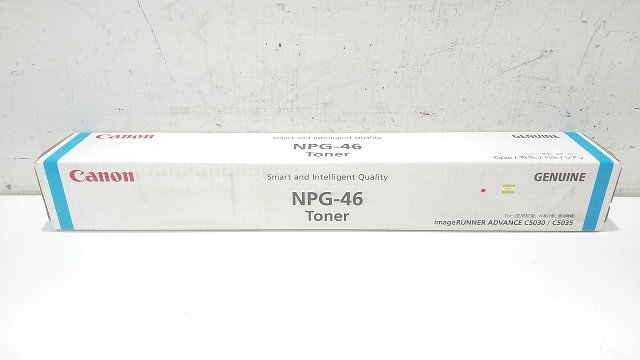 Canon
Smart and Intelligent Quality
GENUINE
NPG-46
Toner
Canon
Smart and Intelligent Quality
GENUINE
NPG-46
Toner
imageRUNNER ADVANCE C5030 / C5035